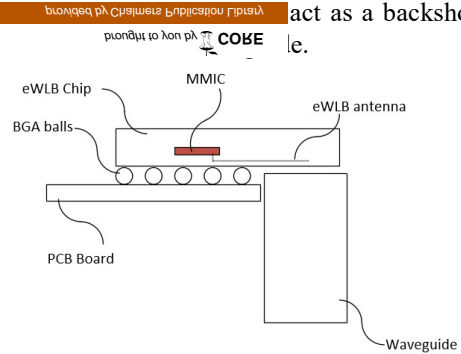 provided by Chalmers Publication Library
brought to you by CORE
act as a backsho
le.
MMIC
eWLB Chip
eWLB antenna
BGA balls
PCB Board
Waveguide